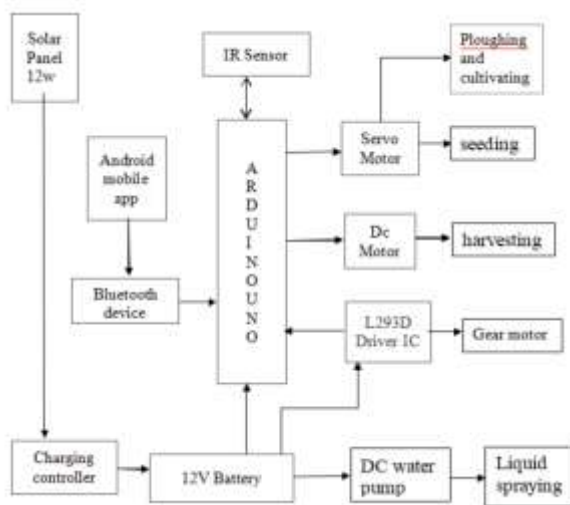 Solar
Panel
12w
IR Sensor
Ploughing
and
cultivating
Android
mobile
app
ARDUINOUNO
Servo
Motor
seeding
Dc
Motor
harvesting
Bluetooth
device
L293D
Driver IC
Gear motor
Charging
controller
12V Battery
DC water
pump
Liquid
spraying